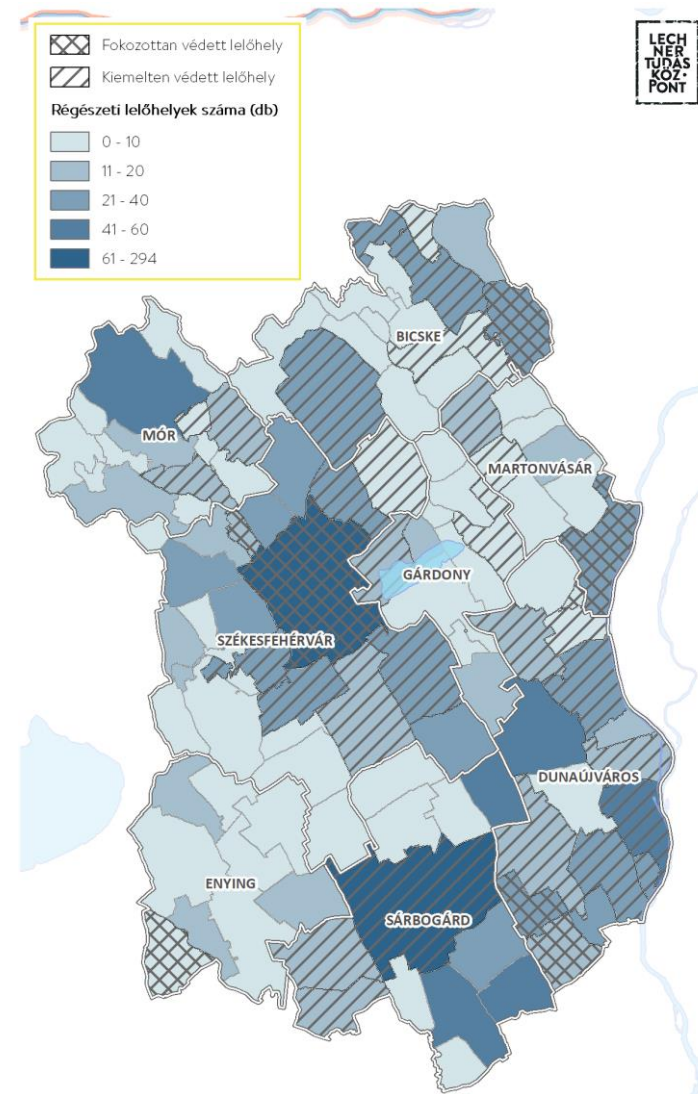 Fokozottan védett lelőhely
Kiemelten védett lelőhely
Régészeti lelőhelyek száma (db)
0 - 10
11 - 20
21 - 40
41 - 60
61 - 294
LECH
NER
TUDÁS
KÖZ•
PONT
BICSKE
MÓR
MARTONVÁSÁR
GÁRDONY
SZÉKESFEHÉRVÁR
DUNAÚJVÁROS
ENYING
SÁRBOGÁRD